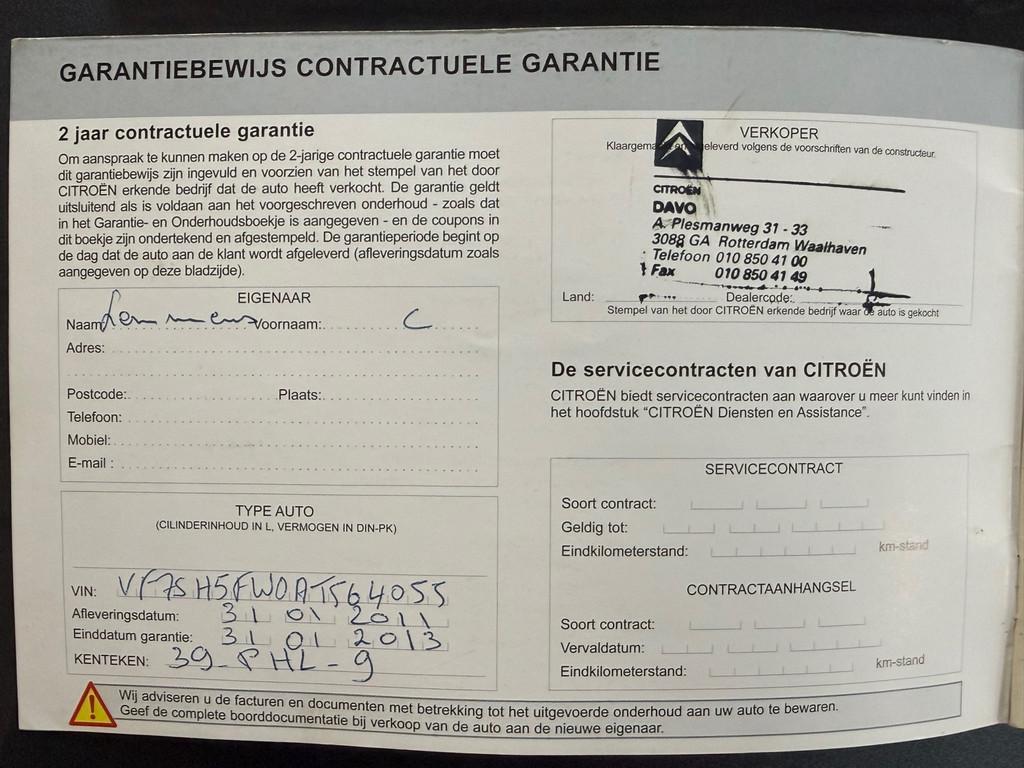 GARANTIEBEWIJS CONTRACTUELE GARANTIE
2 jaar contractuele garantie
Om aanspraak te kunnen maken op de 2-jarige contractuele garantie moet
dit garantiebewijs zijn ingevuld en voorzien van het stempel van het door
CITROËN erkende bedrijf dat de auto heeft verkocht. De garantie geldt
uitsluitend als is voldaan aan het voorgeschreven onderhoud - zoals dat
in het Garantie- en Onderhoudsboekje is aangegeven - en de coupons in
dit boekje zijn ondertekend en afgestempeld. De garantieperiode begint op
de dag dat de auto aan de klant wordt afgeleverd (afleveringsdatum zoals
aangegeven op deze bladzijde).
EIGENAAR
Naam: Lemmens Voornaam: C
Adres:
Postcode: Plaats:
Telefoon:
Mobiel:
E-mail :
TYPE AUTO
(CILINDERINHOUD IN L, VERMOGEN IN DIN-PK)
VIN: VF7SH5FWOAT564055
Afleveringsdatum: 31 01 2011
Einddatum garantie: 31 01 2013
KENTEKEN: 39-PHL-9
VERKOPER
volgens de voorschriften van de constructeur.
CITROËN
DAVO
A. Plesmanweg 31 - 33
3088 GA Rotterdam Waalhaven
Telefoon 010 850 41 00
Fax 010 850 41 49
Land: Dealercode:
Stempel van het door CITROËN erkende bedrijf waar de auto is gekocht
De servicecontracten van CITROËN
CITROËN biedt servicecontracten aan waarover u meer kunt vinden in
het hoofdstuk “CITROËN Diensten en Assistance”.
SERVICECONTRACT
Soort contract:
Geldig tot:
Eindkilometerstand: km-stand
CONTRACTAANHANGSEL
Soort contract:
Vervaldatum:
Eindkilometerstand: km-stand
Wij adviseren u de facturen en documenten met betrekking tot het uitgevoerde onderhoud aan uw auto te bewaren.
Geef de complete boorddocumentatie bij verkoop van de auto aan de nieuwe eigenaar.